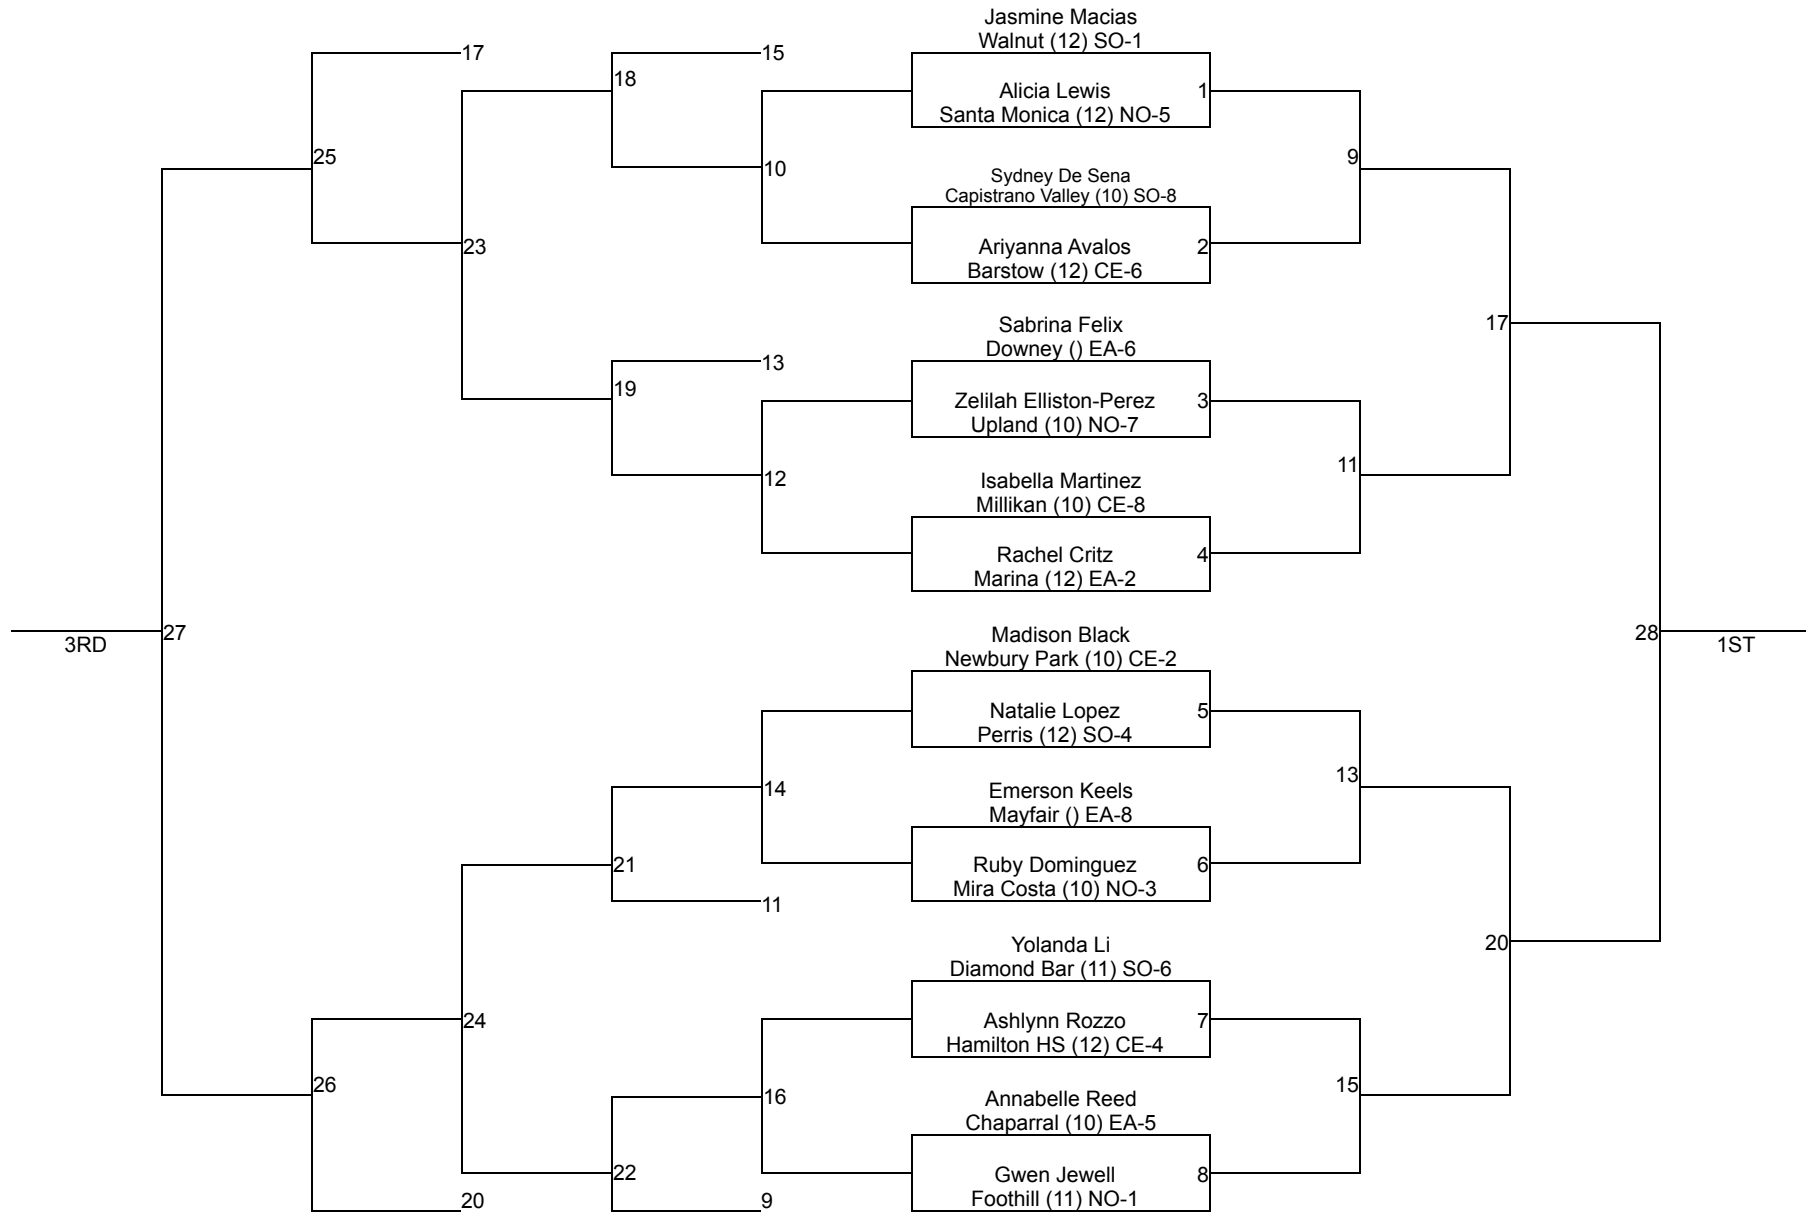 Jasmine Macias
Walnut (12) SO-1
17
15
18
Alicia Lewis
1
Santa Monica (12) NO-5
25
9
10
Sydney De Sena
Capistrano Valley (10) SO-8
23
Ariyanna Avalos
2
Barstow (12) CE-6
17
Sabrina Felix
Downey () EA-6
13
19
Zelilah Elliston-Perez
3
Upland (10) NO-7
11
12
Isabella Martinez
Millikan (10) CE-8
Rachel Critz
4
Marina (12) EA-2
27
3RD
Madison Black
28
1ST
Newbury Park (10) CE-2
Natalie Lopez
5
Perris (12) SO-4
13
14
Emerson Keels
Mayfair () EA-8
21
Ruby Dominguez
6
Mira Costa (10) NO-3
11
Yolanda Li
20
Diamond Bar (11) SO-6
24
Ashlynn Rozzo
7
Hamilton HS (12) CE-4
26
15
16
Annabelle Reed
Chaparral (10) EA-5
22
Gwen Jewell
8
Foothill (11) NO-1
20
9